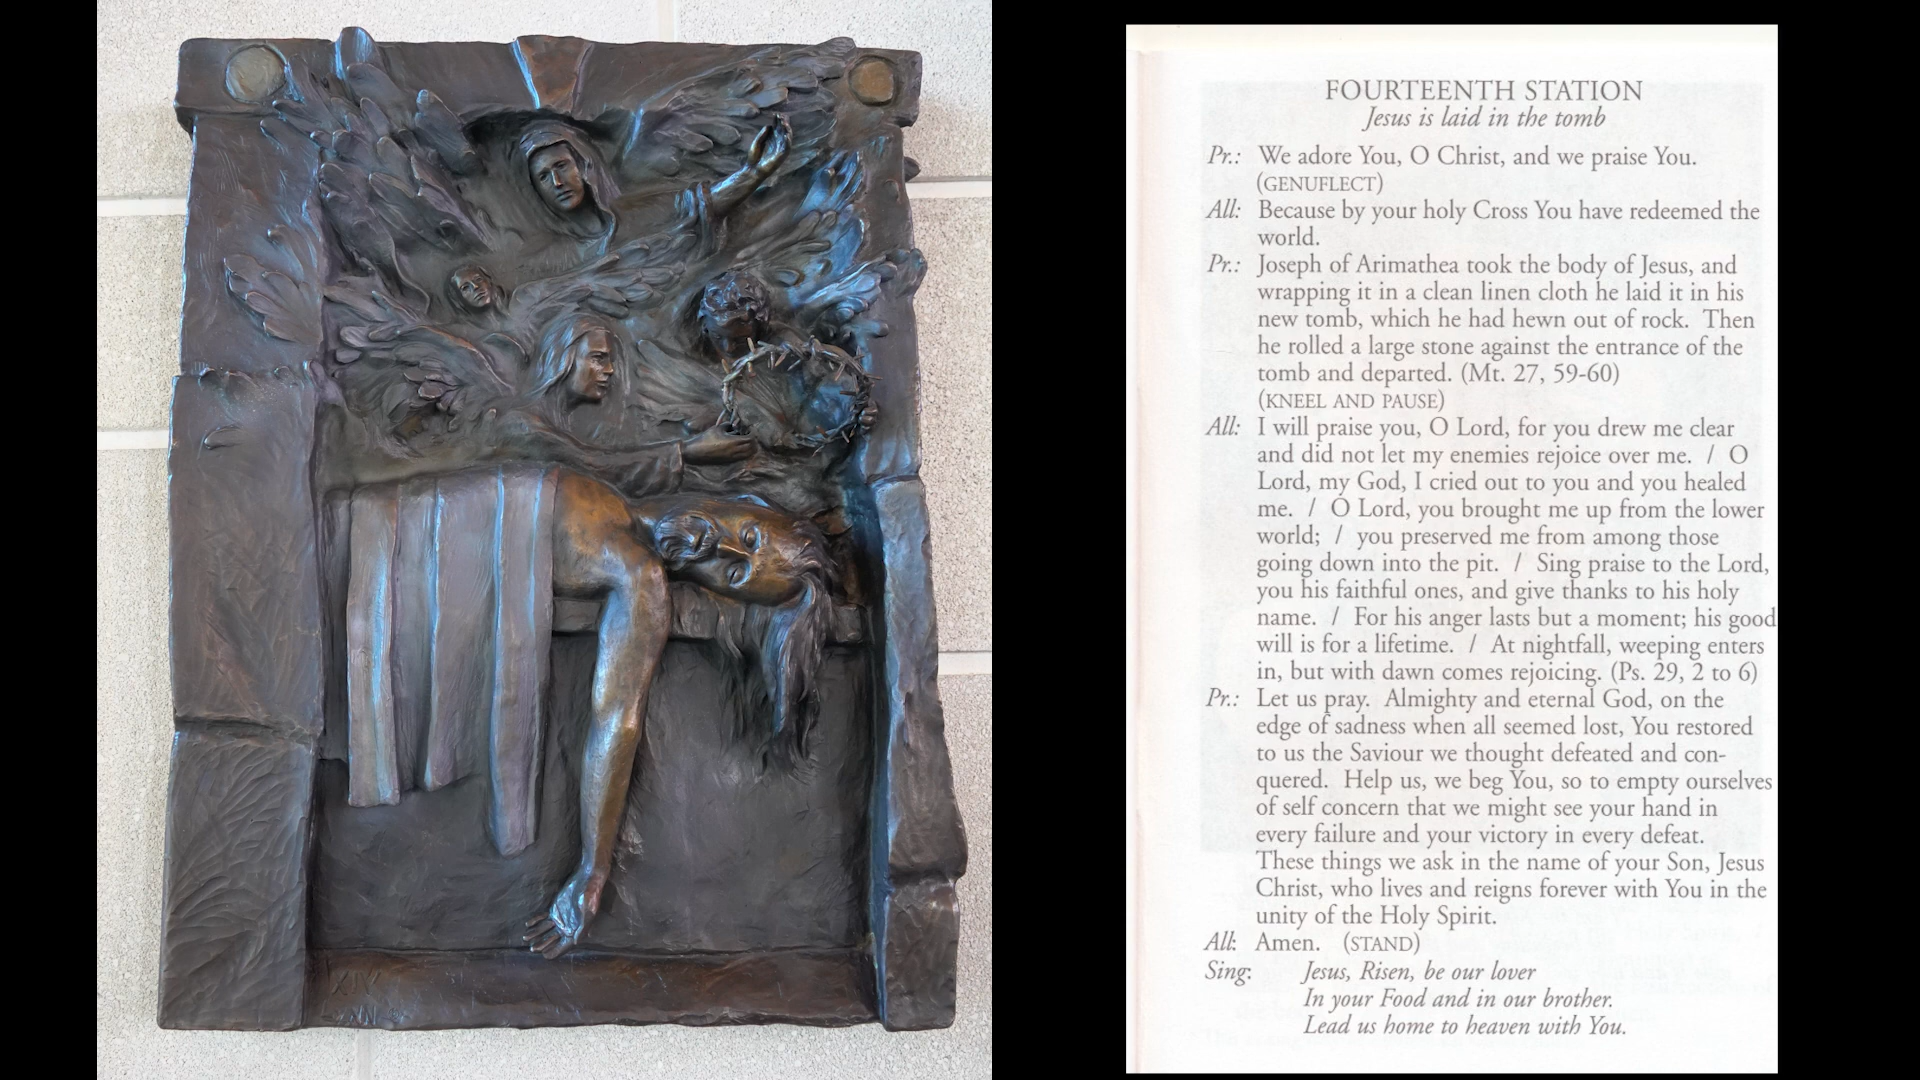 XIV
FOURTEENTH STATION
Jesus is laid in the tomb
Pr.: We adore You, O Christ, and we praise You.
(GENUFLECT)
All: Because by your holy Cross You have redeemed the
world.
Pr.: Joseph of Arimathea took the body of Jesus, and
wrapping it in a clean linen cloth he laid it in his
new tomb, which he had hewn out of rock. Then
he rolled a large stone against the entrance of the
tomb and departed. (Mt. 27, 59-60)
(KNEEL AND PAUSE)
All: I will praise you, O Lord, for you drew me clear
and did not let my enemies rejoice over me. / O
Lord, my God, I cried out to you and you healed
me. / O Lord, you brought me up from the lower
world; / you preserved me from among those
going down into the pit. / Sing praise to the Lord,
you his faithful ones, and give thanks to his holy
name. / For his anger lasts but a moment; his good
will is for a lifetime. / At nightfall, weeping enters
in, but with dawn comes rejoicing. (Ps. 29, 2 to 6)
Pr.: Let us pray. Almighty and eternal God, on the
edge of sadness when all seemed lost, You restored
to us the Saviour we thought defeated and con-
quered. Help us, we beg You, so to empty ourselves
of self concern that we might see your hand in
every failure and your victory in every defeat.
These things we ask in the name of your Son, Jesus
Christ, who lives and reigns forever with You in the
unity of the Holy Spirit.
All: Amen. (STAND)
Sing: Jesus, Risen, be our lover
In your Food and in our brother.
Lead us home to heaven with You.